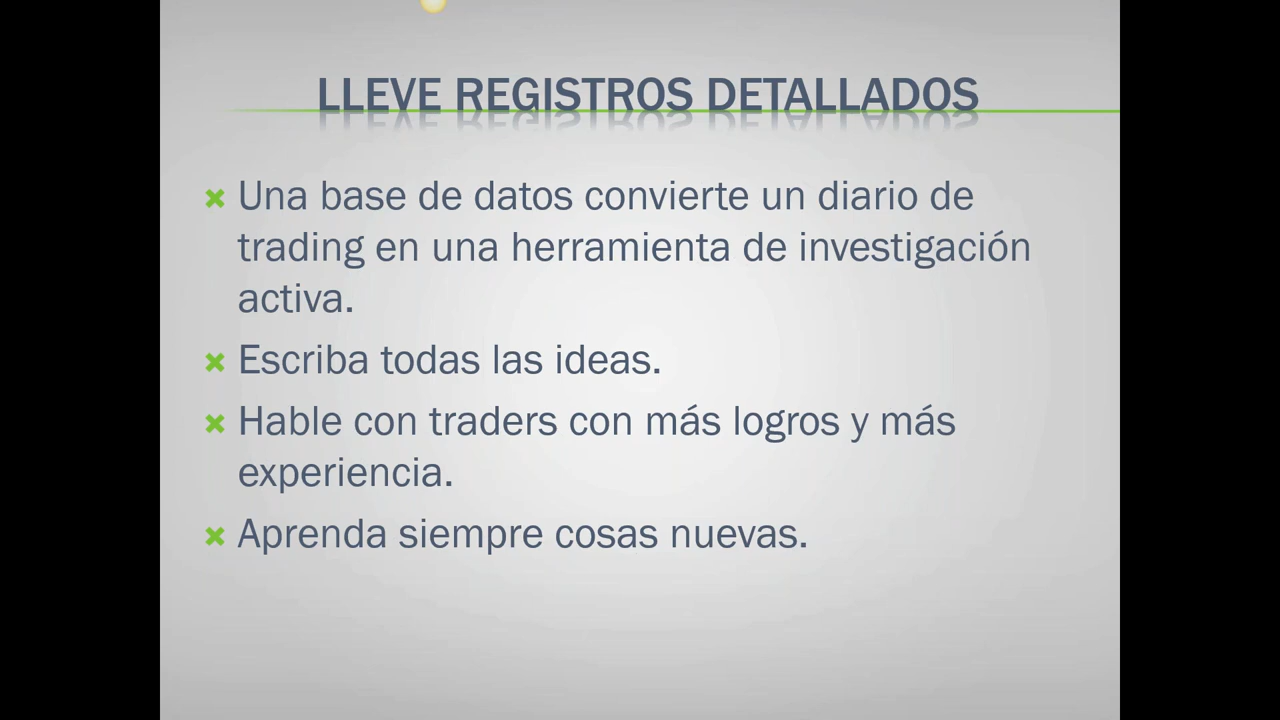 LLEVE REGISTROS DETALLADOS
Una base de datos convierte un diario de
trading en una herramienta de investigación
activa.
Escriba todas las ideas.
Hable con traders con más logros y más
experiencia.
Aprenda siempre cosas nuevas.